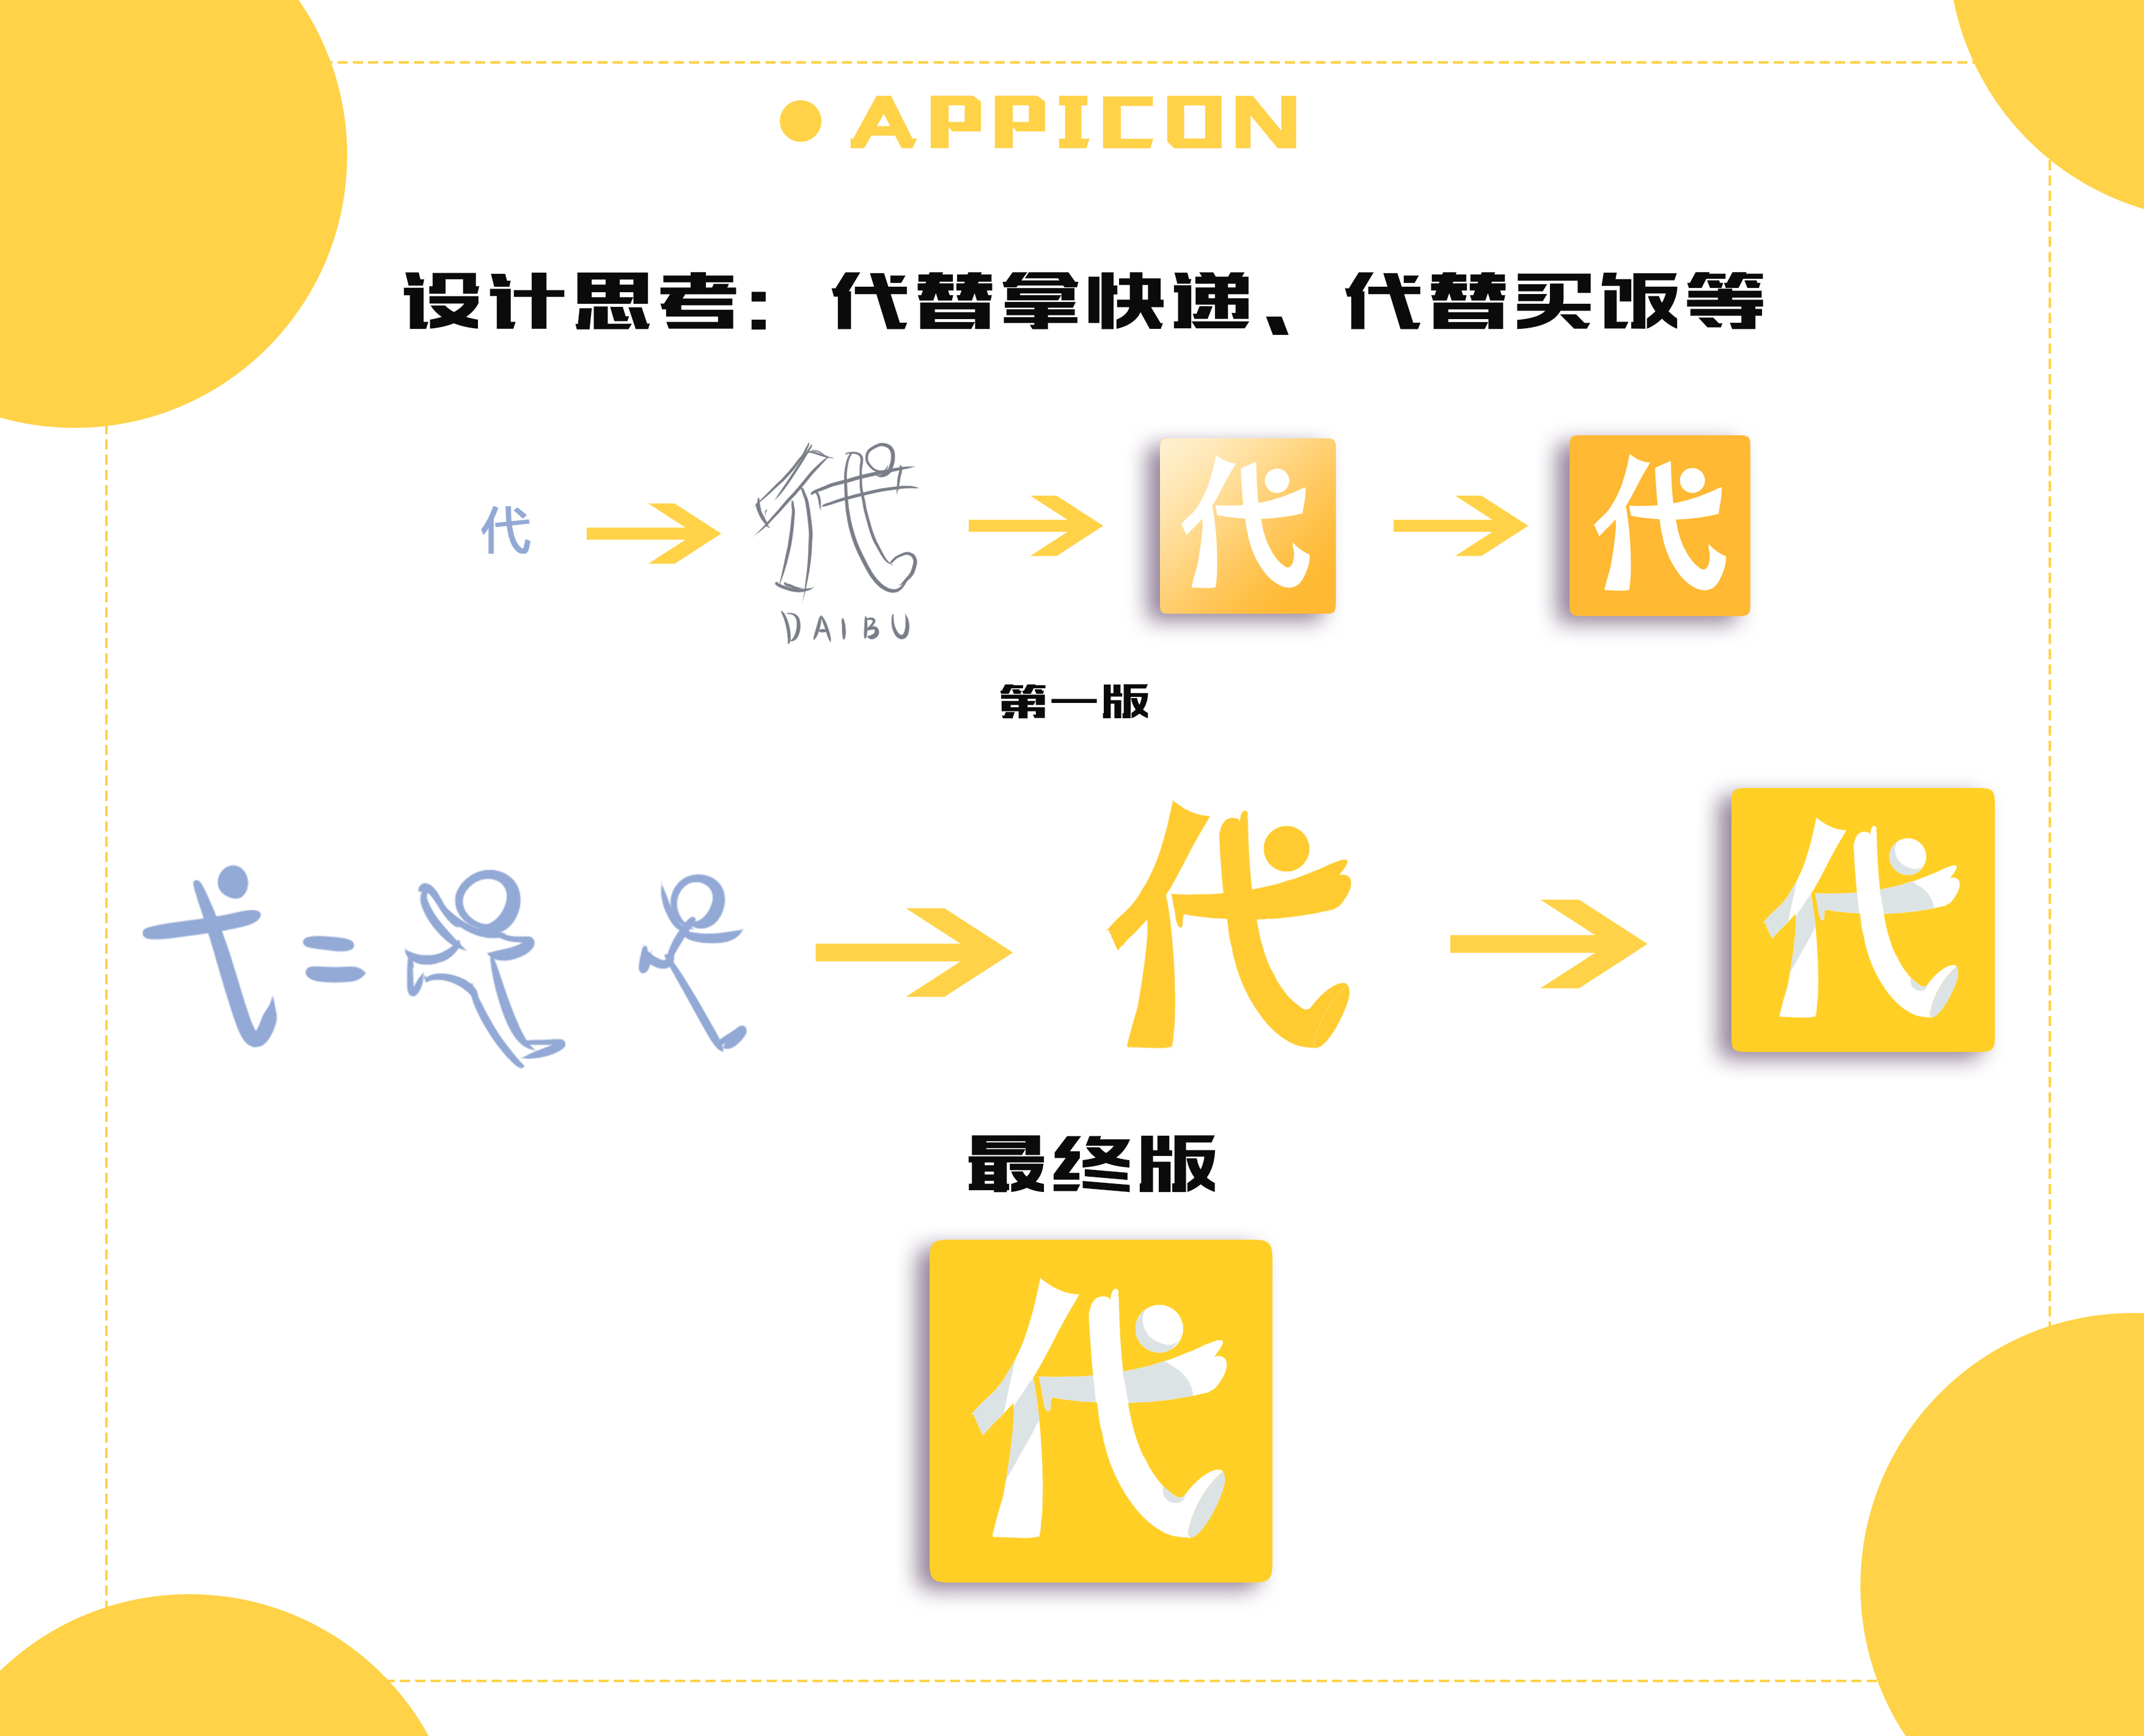 APPICON
设计思考：代替拿快递、代替买饭等
代 代 代 代
DAIBU
第一版
代 代
最终版
代